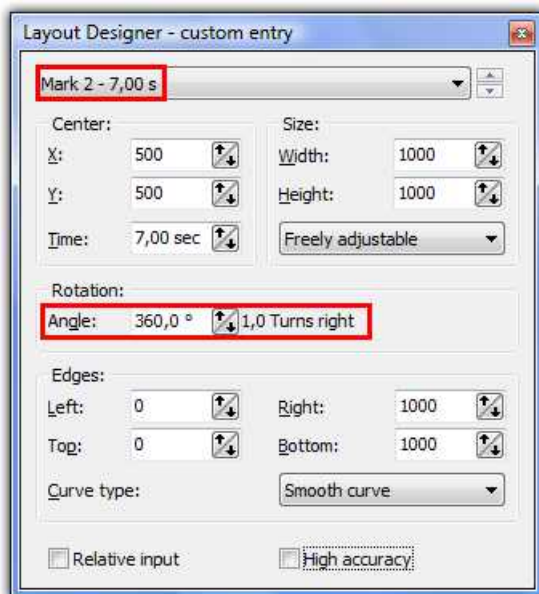 Layout Designer - custom entry
Mark 2 - 7,00 s
Center: Size:
X: 500 Width: 1000
Y: 500 Height: 1000
Time: 7,00 sec Freely adjustable
Rotation:
Angle: 360,0 ° 1,0 Turns right
Edges:
Left: 0 Right: 1000
Top: 0 Bottom: 1000
Curve type: Smooth curve
Relative input High accuracy